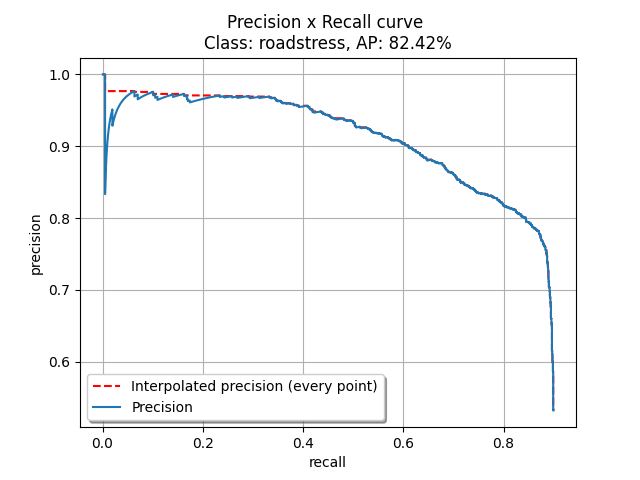 Precision x Recall curve
Class: roadstress, AP: 82.42%
1.0
0.9
0.8
0.7
0.6
precision
Interpolated precision (every point)
Precision
0.0
0.2
0.4
0.6
0.8
recall